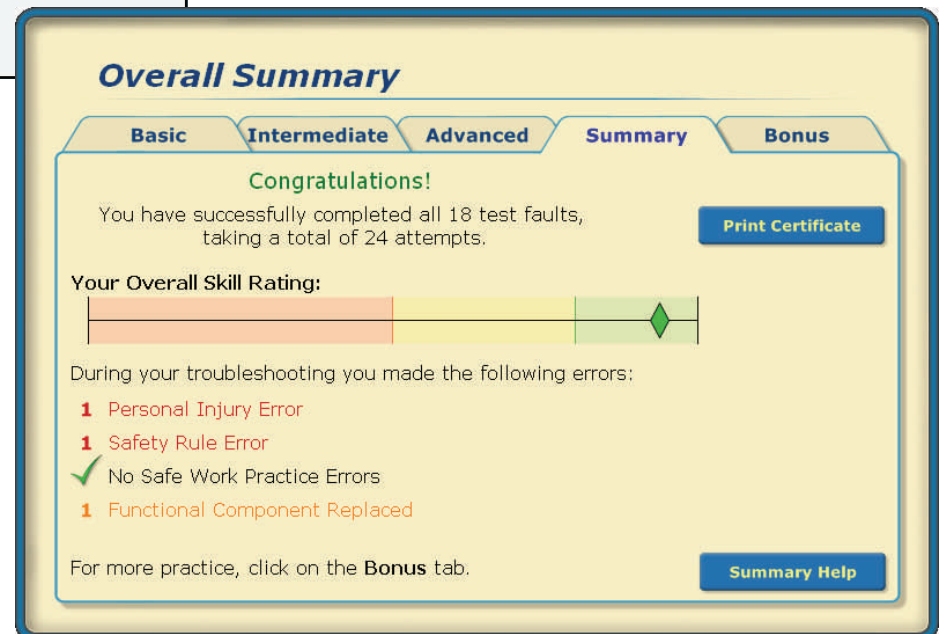 Overall Summary
Basic Intermediate Advanced Summary Bonus
Congratulations!
You have successfully completed all 18 test faults,
taking a total of 24 attempts.
Print Certificate
Your Overall Skill Rating:
During your troubleshooting you made the following errors:
1 Personal Injury Error
1 Safety Rule Error
No Safe Work Practice Errors
1 Functional Component Replaced
For more practice, click on the Bonus tab.
Summary Help